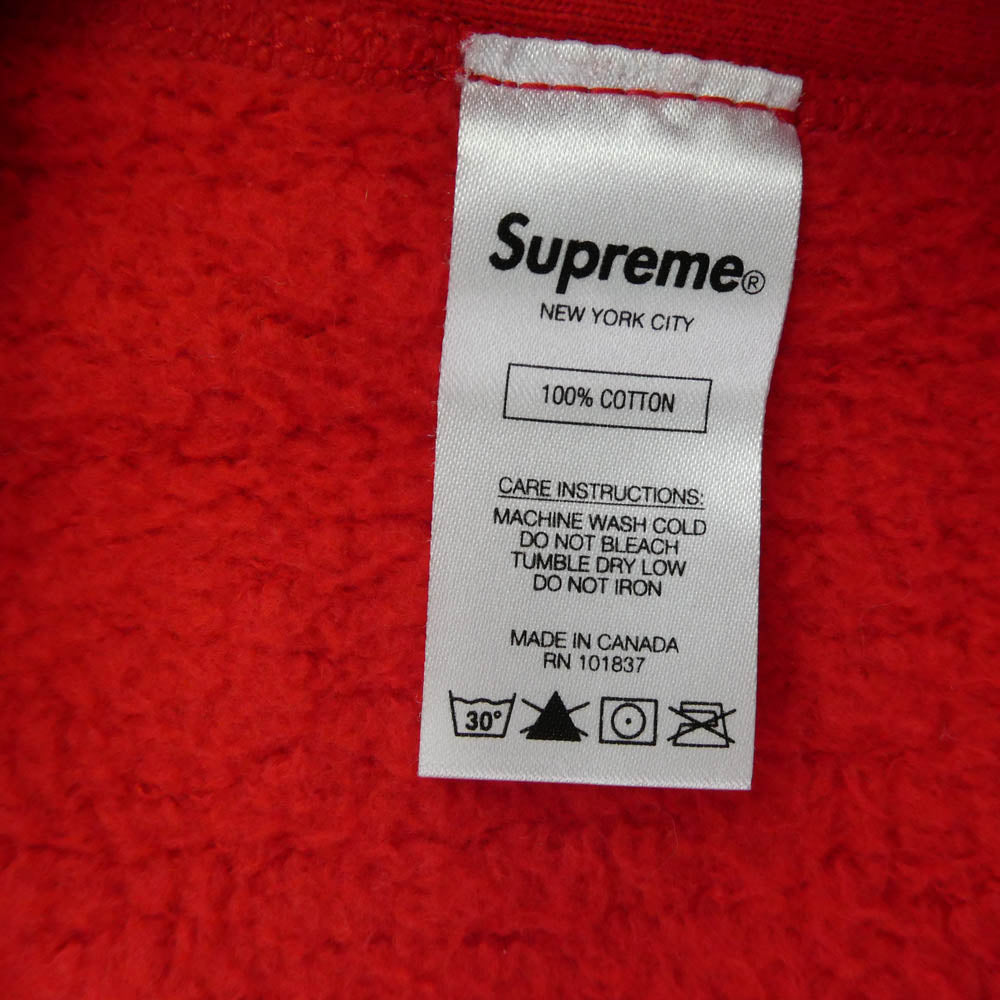 Supreme®
NEW YORK CITY
100% COTTON
CARE INSTRUCTIONS:
MACHINE WASH COLD
DO NOT BLEACH
TUMBLE DRY LOW
DO NOT IRON
MADE IN CANADA
RN 101837
30°